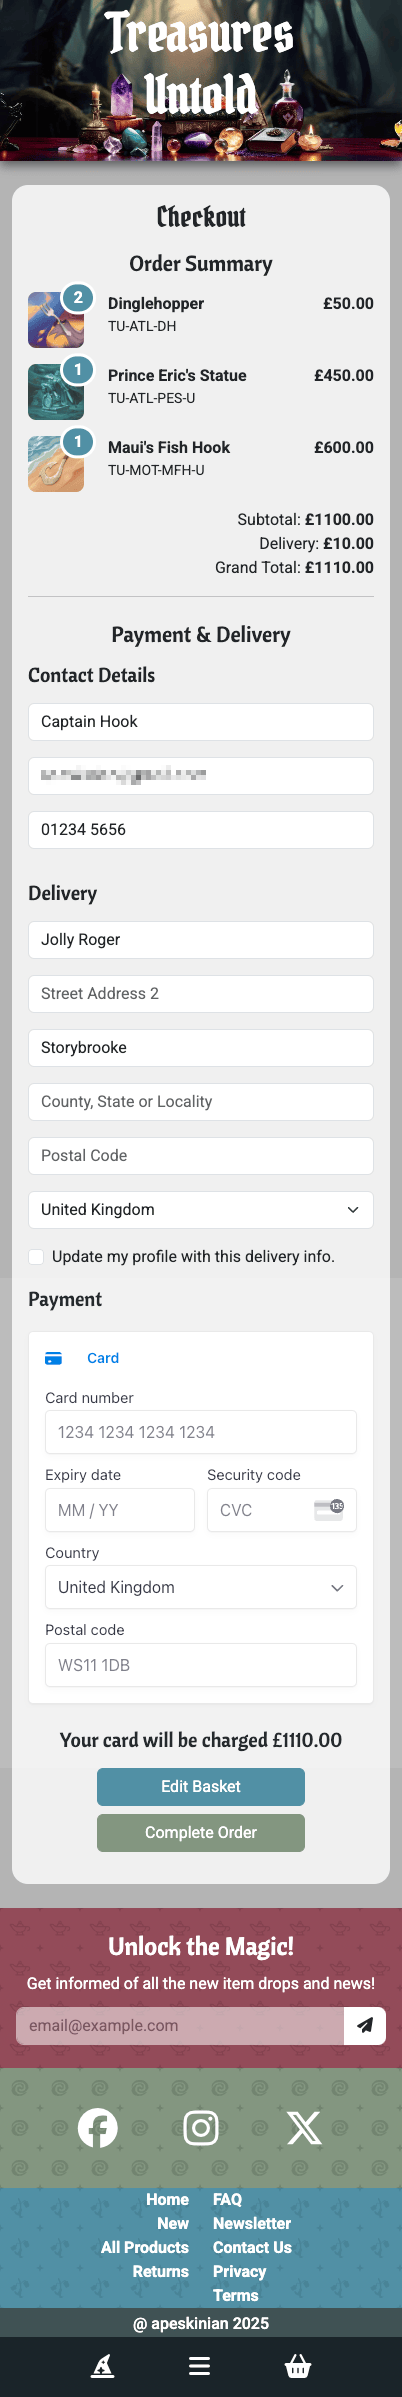 Treasures
Untold
Checkout
Order Summary
2
Dinglehopper
£50.00
TU-ATL-DH
1
Prince Eric's Statue
£450.00
TU-ATL-PES-U
1
Maui's Fish Hook
£600.00
TU-MOT-MFH-U
Subtotal: £1100.00
Delivery: £10.00
Grand Total: £1110.00
Payment & Delivery
Contact Details
Captain Hook
01234 5656
Delivery
Jolly Roger
Street Address 2
Storybrooke
County, State or Locality
Postal Code
United Kingdom
Update my profile with this delivery info.
Payment
Card
Card number
1234 1234 1234 1234
Expiry date
Security code
MM / YY
CVC
135
Country
United Kingdom
Postal code
WS11 1DB
Your card will be charged £1110.00
Edit Basket
Complete Order
Unlock the Magic!
Get informed of all the new item drops and news!
email@example.com
Home
FAQ
New
Newsletter
All Products
Contact Us
Returns
Privacy
Terms
@ apeskinian 2025